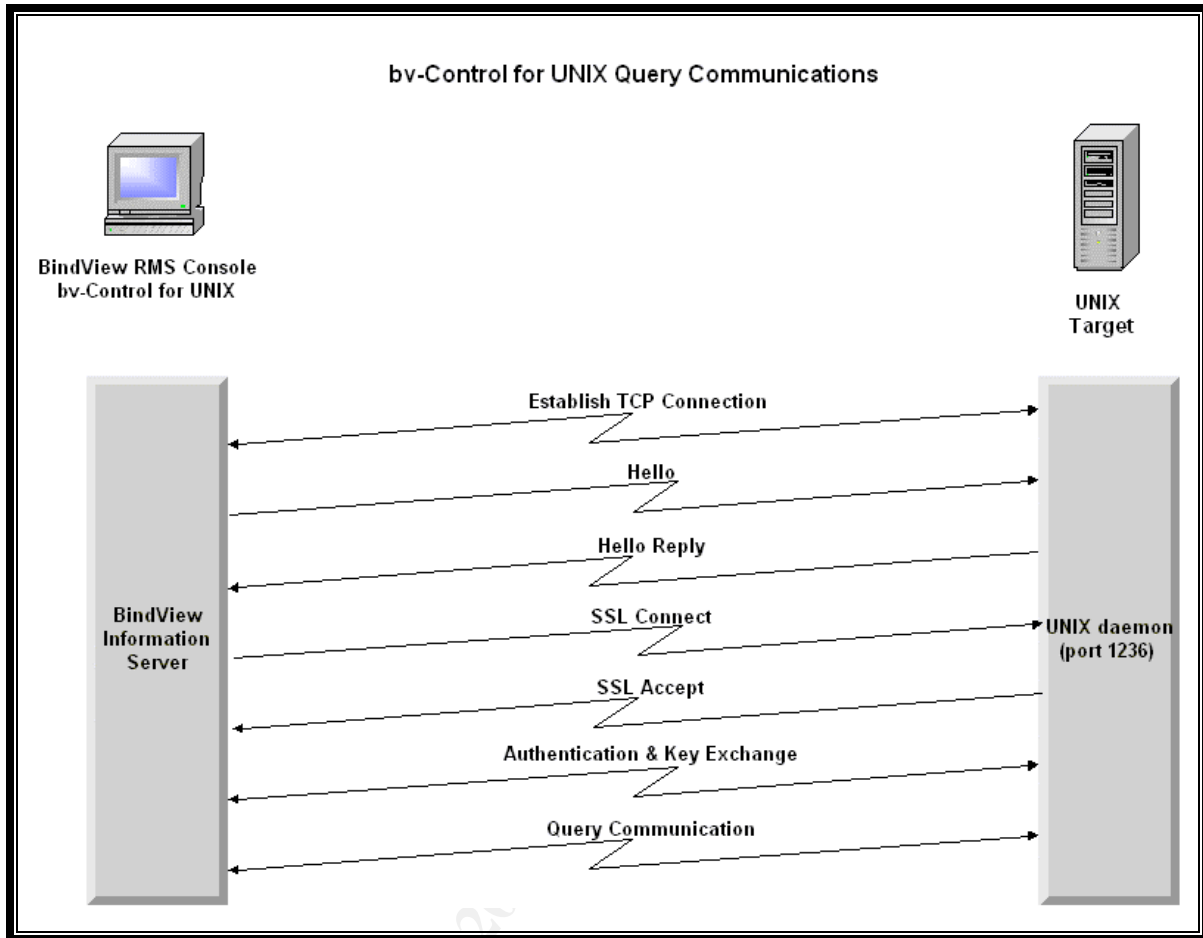 bv-Control for UNIX Query Communications
BindView RMS Console
bv-Control for UNIX
UNIX
Target
Establish TCP Connection
Hello
Hello Reply
SSL Connect
SSL Accept
Authentication & Key Exchange
Query Communication
BindView
Information
Server
UNIX daemon
(port 1236)